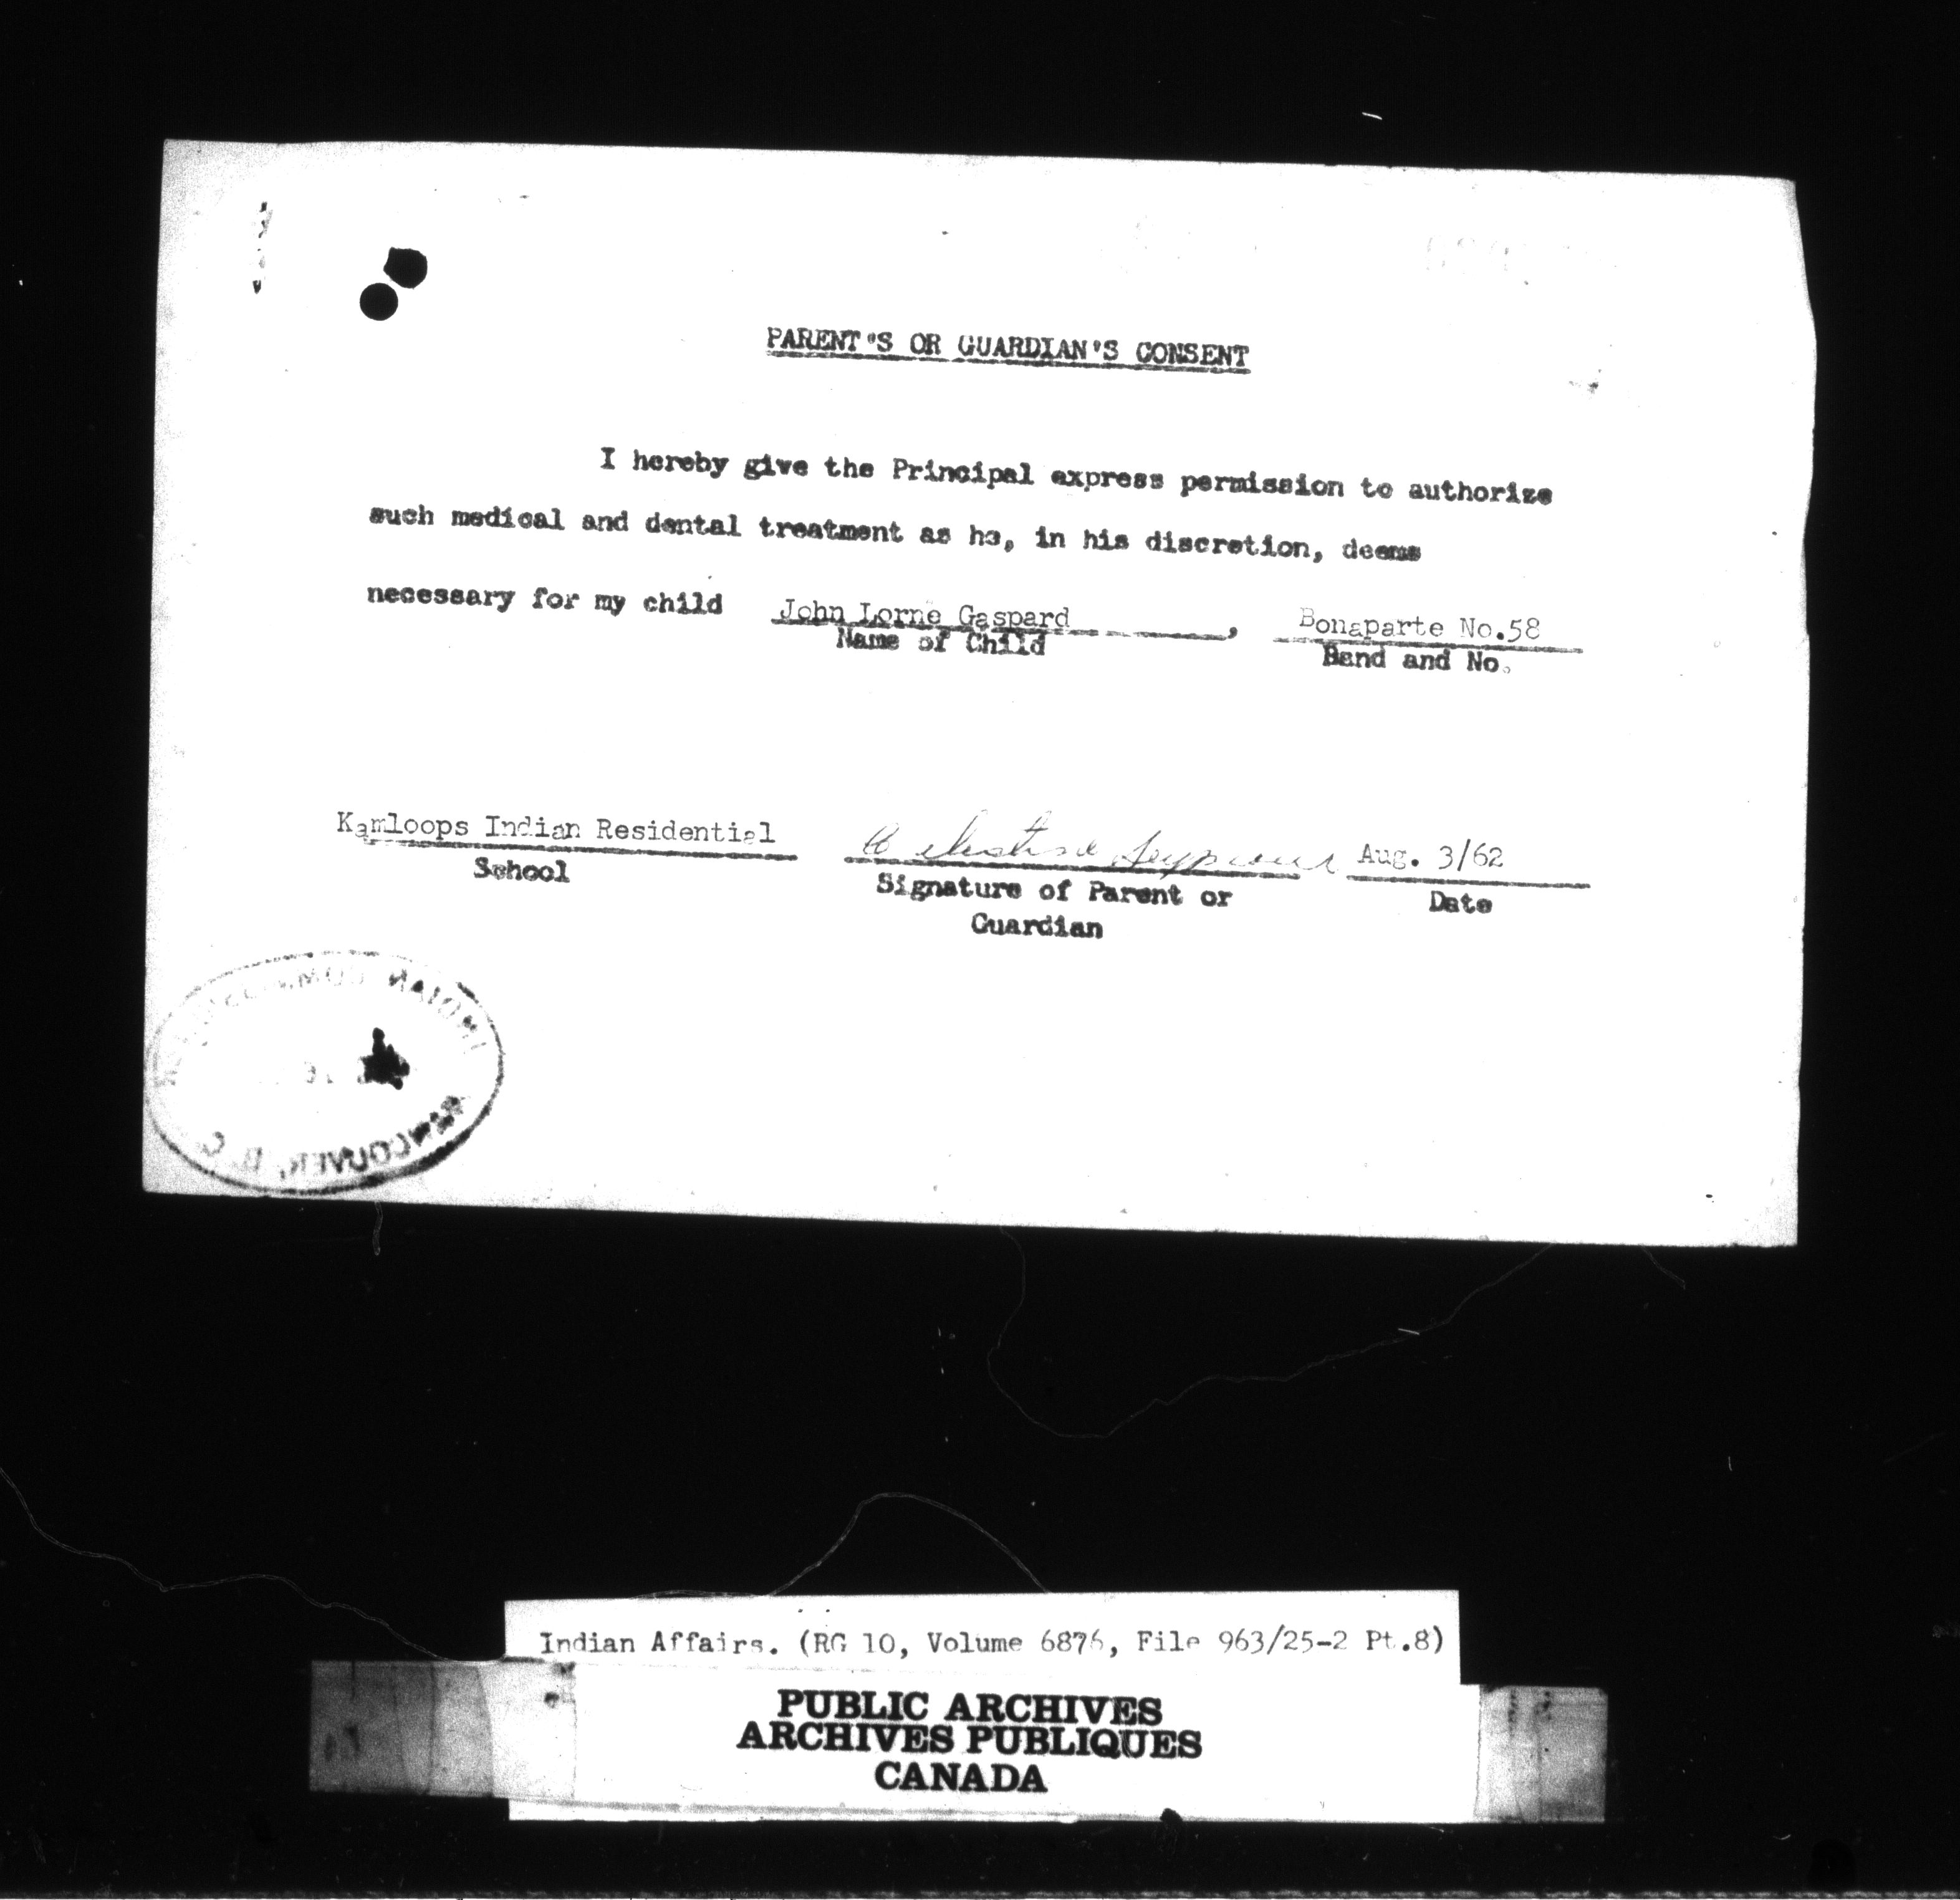 PARENT'S OR GUARDIAN'S CONSENT
I hereby give the Principal express permission to authorize
such medical and dental treatment as he, in his discretion, deems
necessary for my child John Lorne Gaspard, Bonaparte No.58
Name of Child Band and No.
Kamloops Indian Residential Seymour Aug. 3/62
School Signature of Parent or Date
Guardian
INDIAN
VANCOUVER, B.C.
Indian Affairs. (RG 10, Volume 6876, File 963/25-2 Pt.8)
PUBLIC ARCHIVES
ARCHIVES PUBLIQUES
CANADA